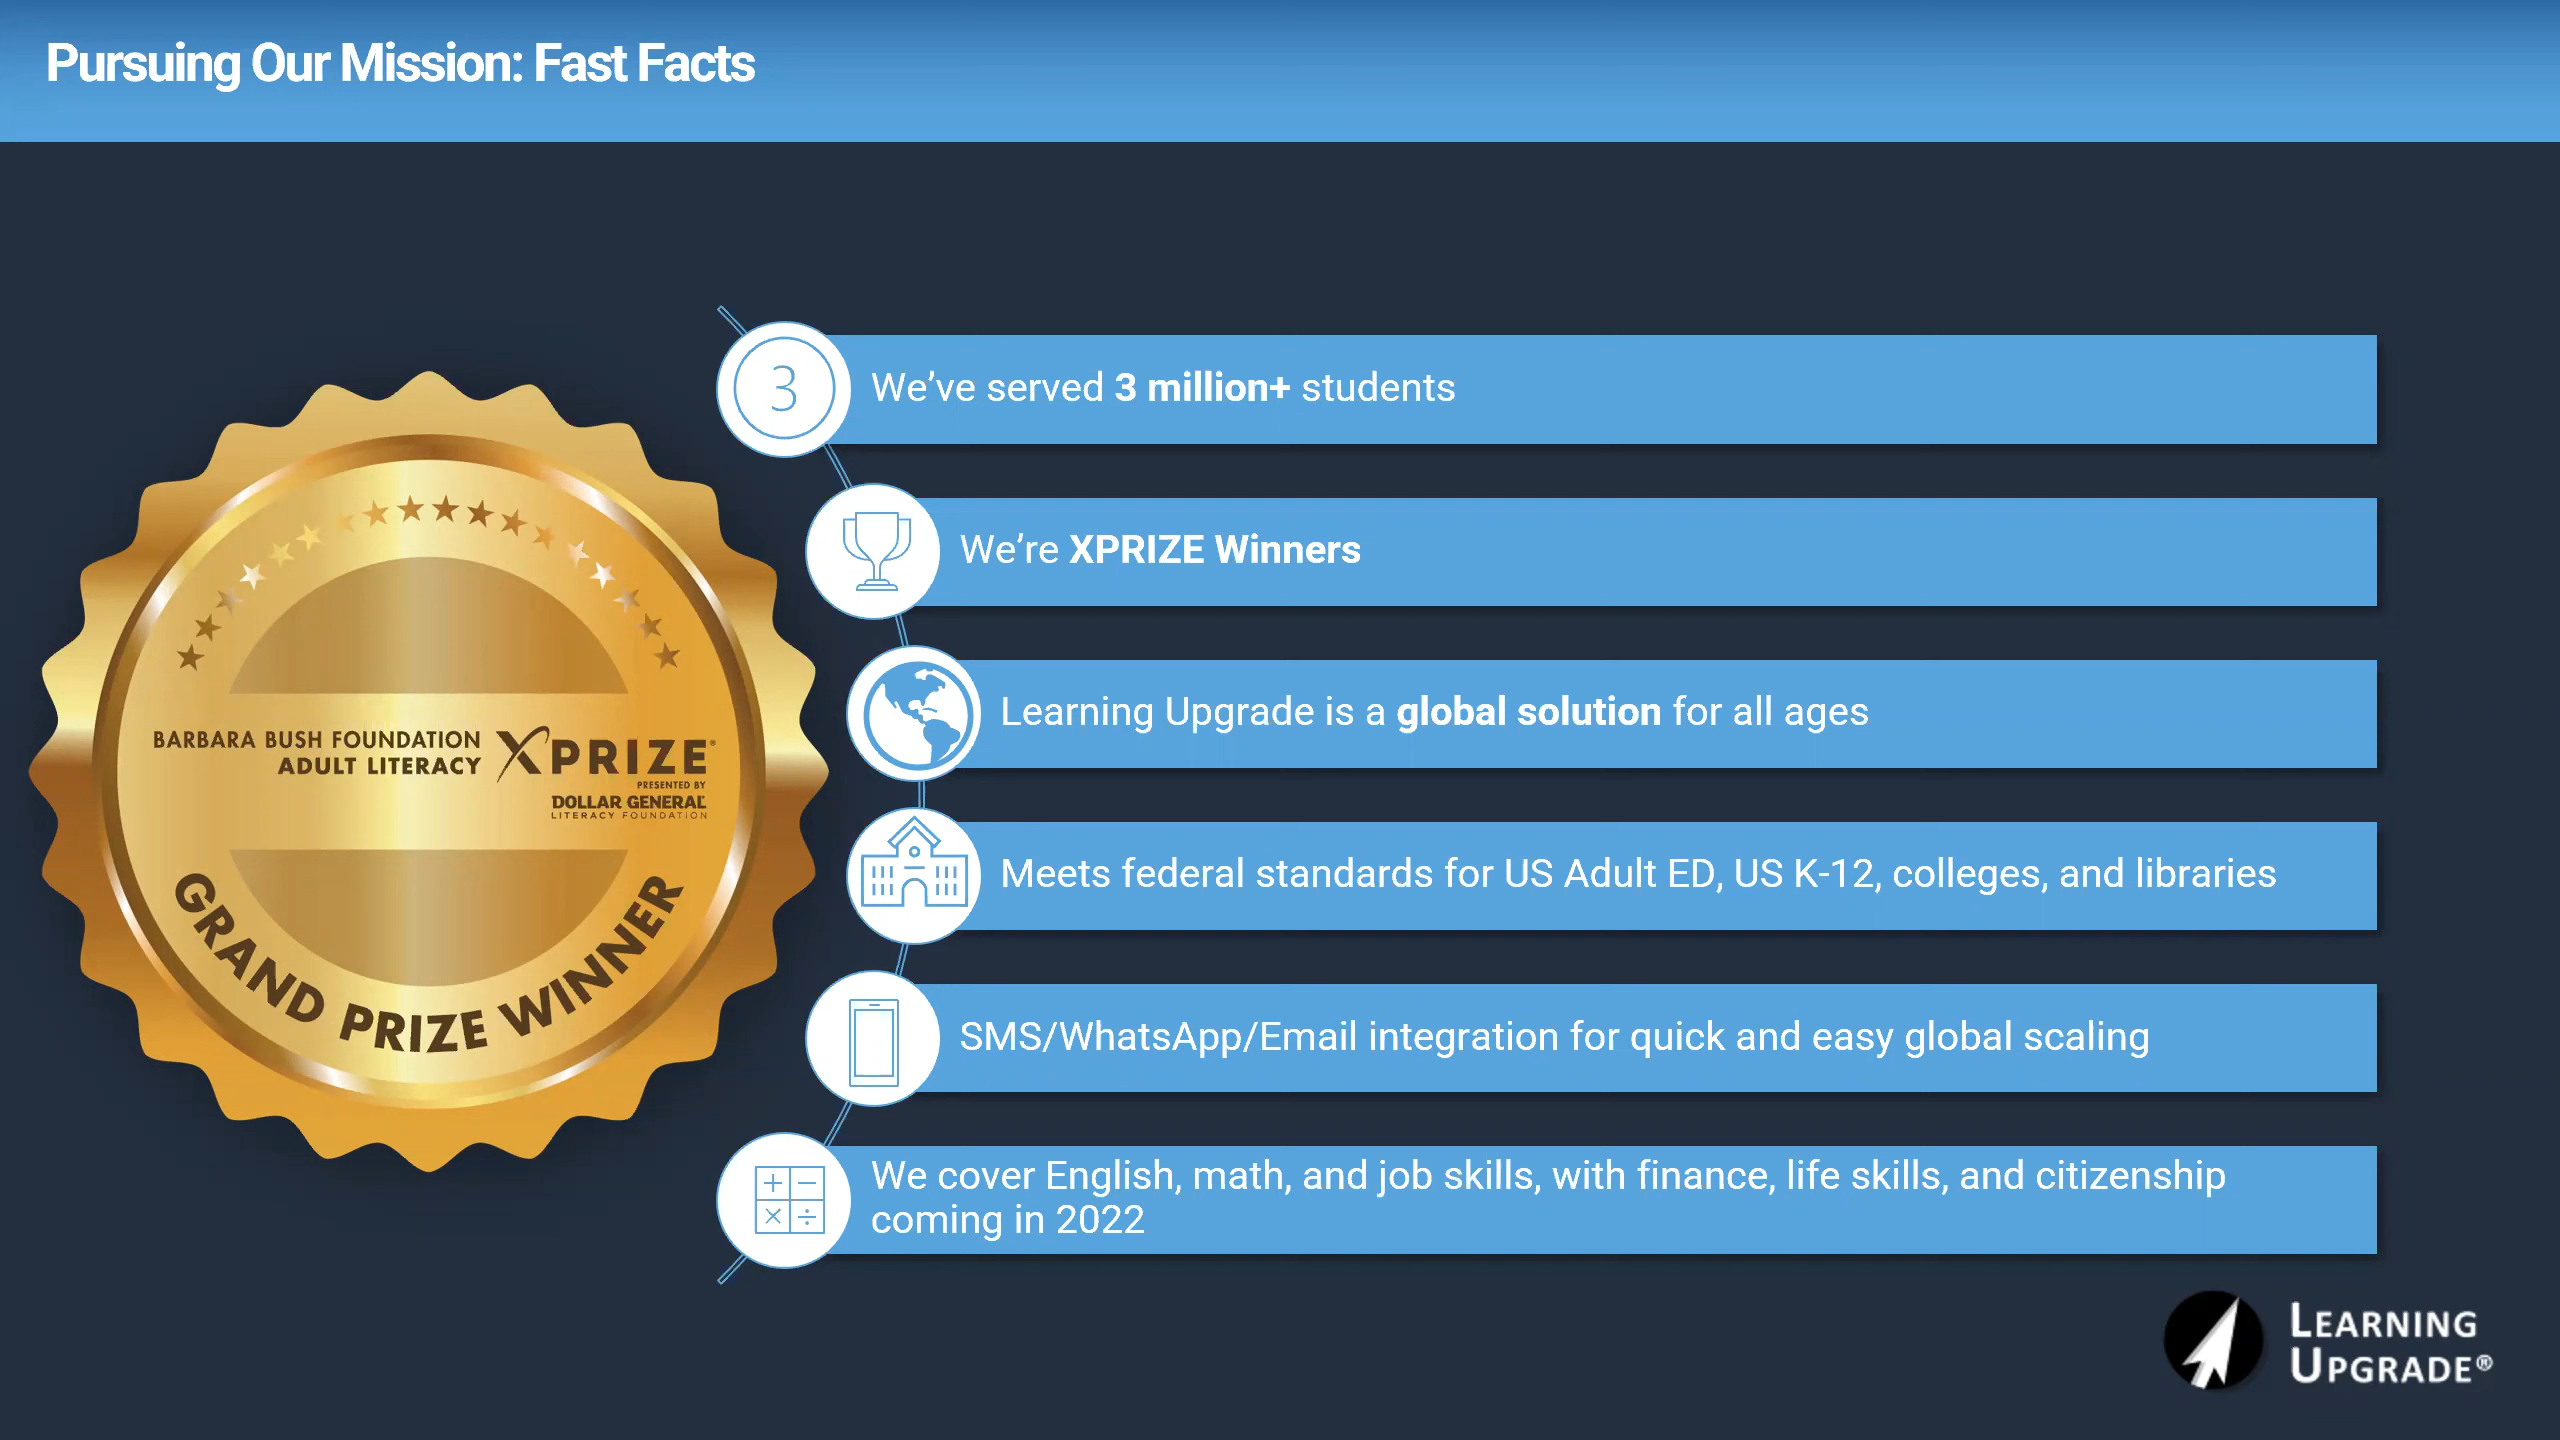 Pursuing Our Mission: Fast Facts
3
We’ve served 3 million+ students
We’re XPRIZE Winners
Learning Upgrade is a global solution for all ages
Meets federal standards for US Adult ED, US K-12, colleges, and libraries
SMS/WhatsApp/Email integration for quick and easy global scaling
We cover English, math, and job skills, with finance, life skills, and citizenship
coming in 2022
BARBARA BUSH FOUNDATION
ADULT LITERACY
XPRIZE®
PRESENTED BY
DOLLAR GENERAL
LITERACY FOUNDATION
GRAND PRIZE WINNER
LEARNING
UPGRADE®